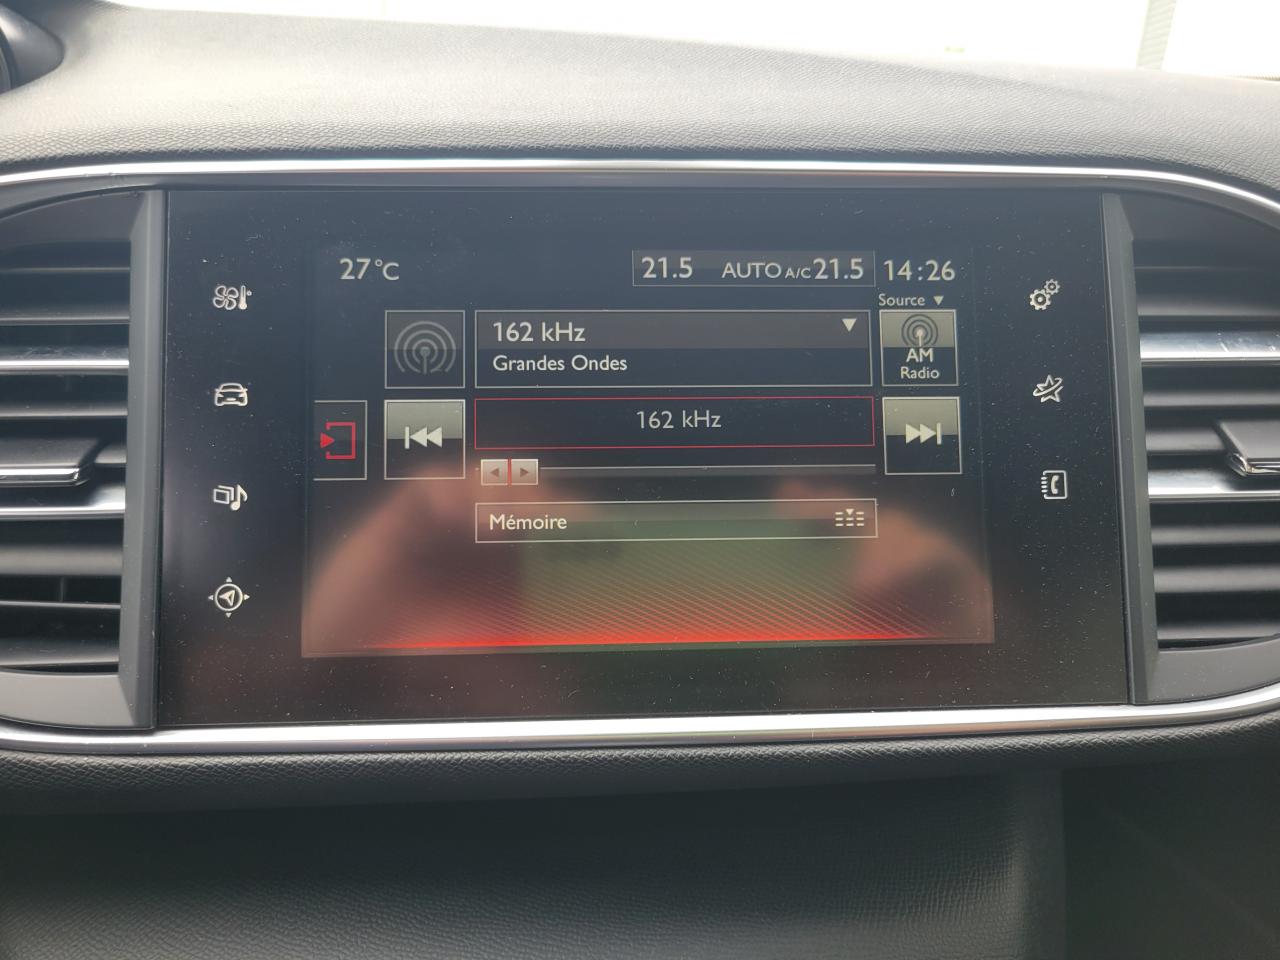 27°C
21.5 AUTO A/C 21.5
14:26
Source
162 kHz
Grandes Ondes
AM
Radio
162 kHz
Mémoire